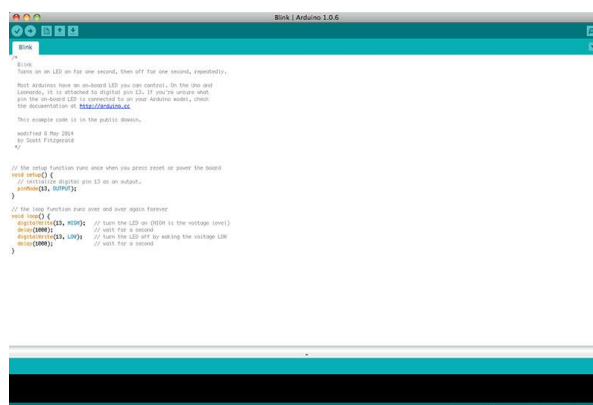 Blink | Arduino 1.0.6
Blink
/*
Blink
Turns on an LED on for one second, then off for one second, repeatedly.
Most Arduinos have an on-board LED you can control. On the Uno and
Leonardo, it is attached to digital pin 13. If you're unsure what
pin the on-board LED is connected to on your Arduino model, check
the documentation at http://arduino.cc
This example code is in the public domain.
modified 8 May 2014
by Scott Fitzgerald
*/
// the setup function runs once when you press reset or power the board
void setup() {
// initialize digital pin 13 as an output.
pinMode(13, OUTPUT);
}
// the loop function runs over and over again forever
void loop() {
digitalWrite(13, HIGH);   // turn the LED on (HIGH is the voltage level)
delay(1000);              // wait for a second
digitalWrite(13, LOW);    // turn the LED off by making the voltage LOW
delay(1000);              // wait for a second
}